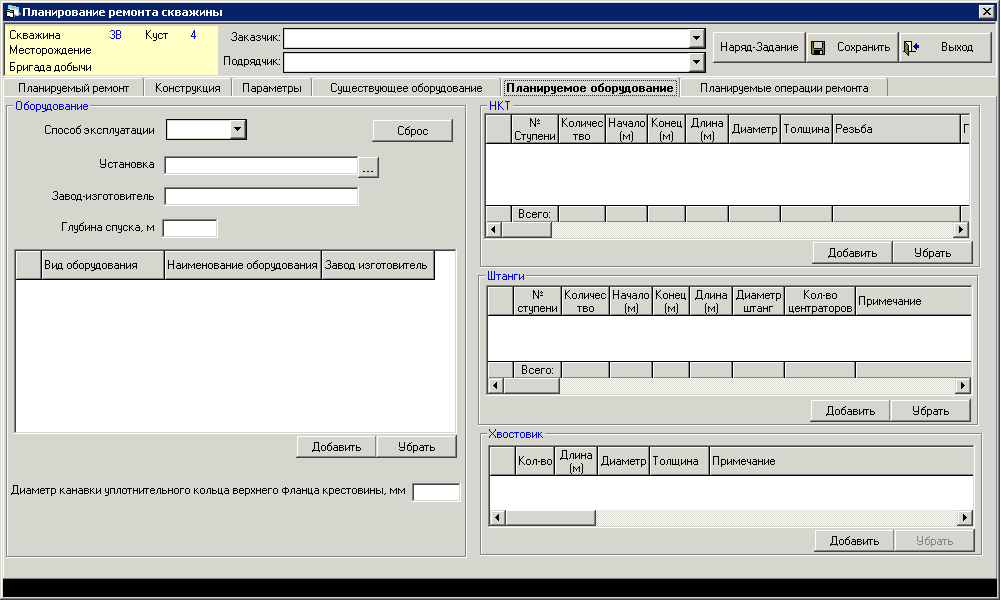 Планирование ремонта скважины
Скважина 3В Куст 4
Месторождение
Бригада добычи
Заказчик:
Подрядчик:
Наряд-Задание
Сохранить
Выход
Планируемый ремонт
Конструкция
Параметры
Существующее оборудование
Планируемое оборудование
Планируемые операции ремонта
Оборудование
Способ эксплуатации
Сброс
Установка
...
Завод-изготовитель
Глубина спуска, м
Вид оборудования
Наименование оборудования
Завод изготовитель
Добавить
Убрать
Диаметр канавки уплотнительного кольца верхнего фланца крестовины, мм
НКТ
№
Ступени
Количес
тво
Начало
(м)
Конец
(м)
Длина
(м)
Диаметр
Толщина
Резьба
Всего:
Добавить
Убрать
Штанги
№
ступени
Количес
тво
Начало
(м)
Конец
(м)
Длина
(м)
Диаметр
штанг
Кол-во
центраторов
Примечание
Всего:
Добавить
Убрать
Хвостовик
Кол-во
Длина
(м)
Диаметр
Толщина
Примечание
Добавить
Убрать